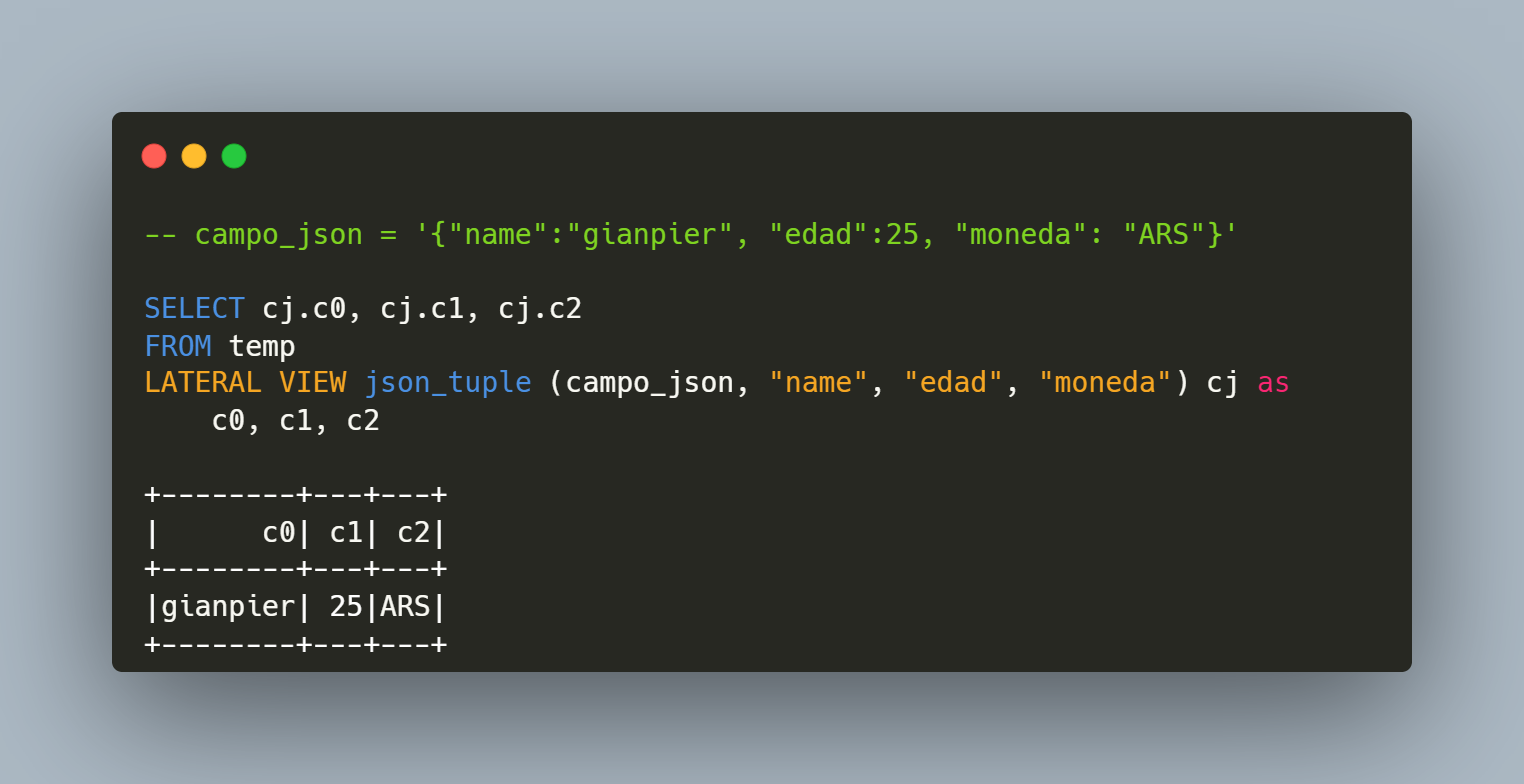 -- campo_json = '{"name":"gianpier", "edad":25, "moneda": "ARS"}'
SELECT cj.c0, cj.c1, cj.c2
FROM temp
LATERAL VIEW json_tuple (campo_json, "name", "edad", "moneda") cj as
    c0, c1, c2
+--------+---+---+
|      c0| c1| c2|
+--------+---+---+
|gianpier| 25|ARS|
+--------+---+---+